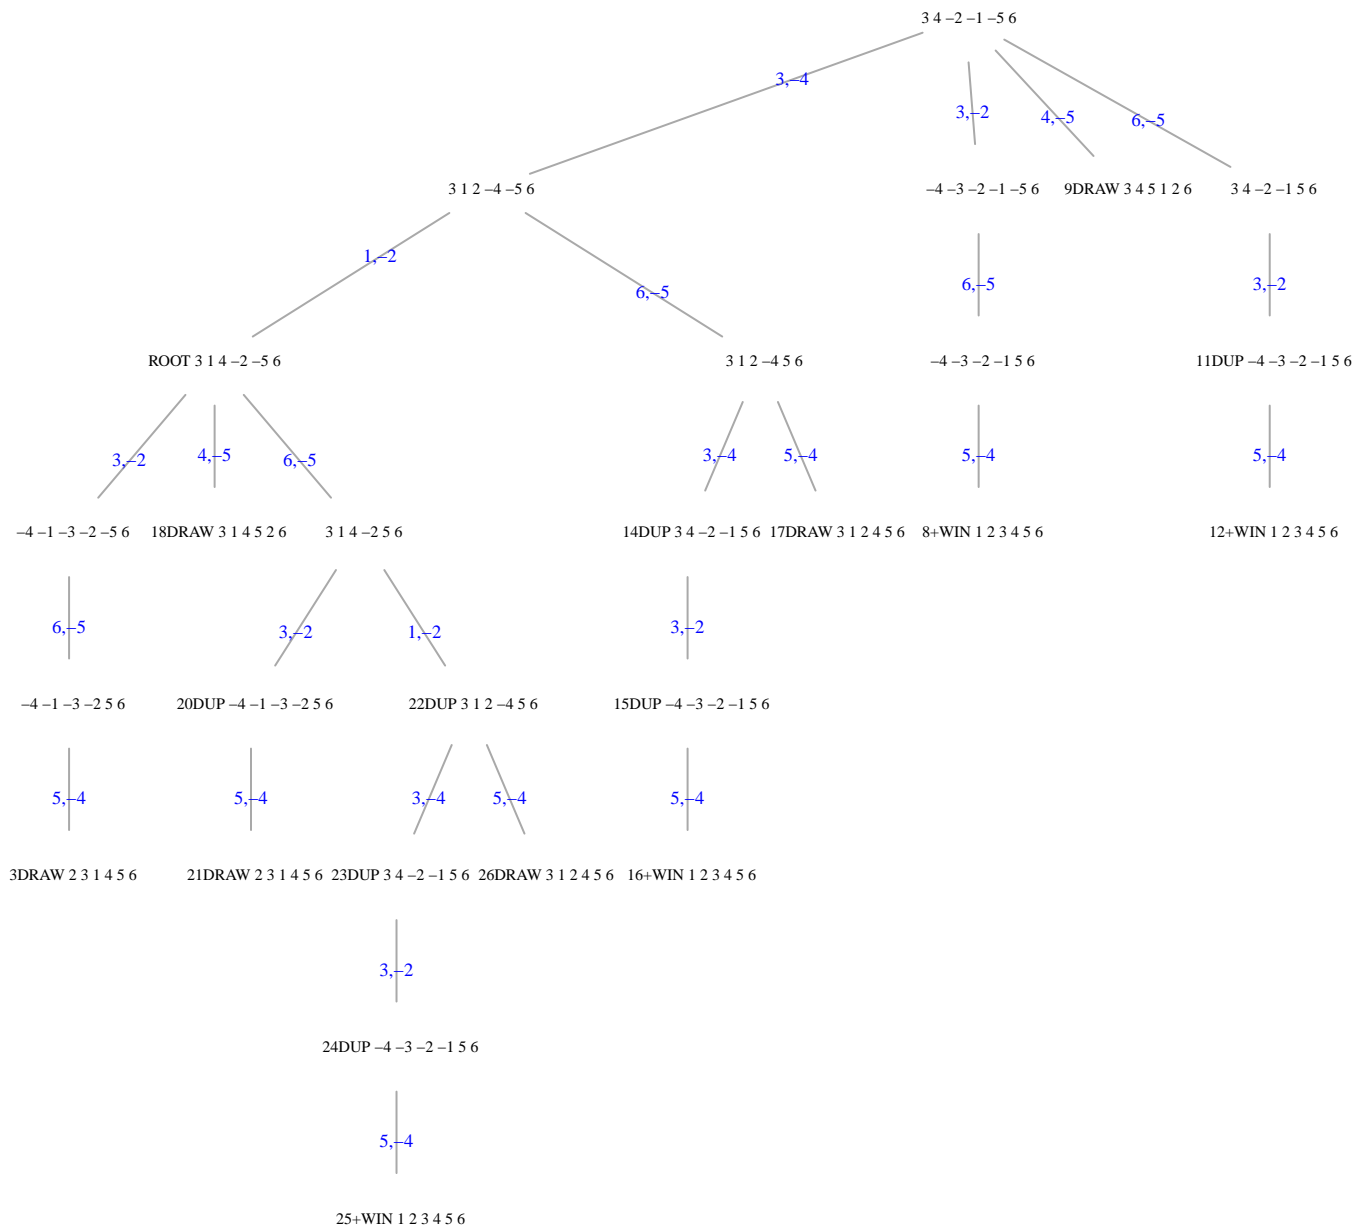 3 4 −2 −1 −5 6
3,−4
3,−2
4,−5
6,−5
3 1 2 −4 −5 6
−4 −3 −2 −1 −5 6
9DRAW 3 4 5 1 2 6
3 4 −2 −1 5 6
1,−2
6,−5
6,−5
3,−2
ROOT 3 1 4 −2 −5 6
3 1 2 −4 5 6
−4 −3 −2 −1 5 6
11DUP −4 −3 −2 −1 5 6
3,−2
4,−5
6,−5
3,−4
5,−4
5,−4
5,−4
−4 −1 −3 −2 −5 6
18DRAW 3 1 4 5 2 6
3 1 4 −2 5 6
14DUP 3 4 −2 −1 5 6
17DRAW 3 1 2 4 5 6
8+WIN 1 2 3 4 5 6
12+WIN 1 2 3 4 5 6
6,−5
3,−2
1,−2
3,−2
−4 −1 −3 −2 5 6
20DUP −4 −1 −3 −2 5 6
22DUP 3 1 2 −4 5 6
15DUP −4 −3 −2 −1 5 6
5,−4
5,−4
3,−4
5,−4
5,−4
3DRAW 2 3 1 4 5 6
21DRAW 2 3 1 4 5 6
23DUP 3 4 −2 −1 5 6
26DRAW 3 1 2 4 5 6
16+WIN 1 2 3 4 5 6
3,−2
24DUP −4 −3 −2 −1 5 6
5,−4
25+WIN 1 2 3 4 5 6